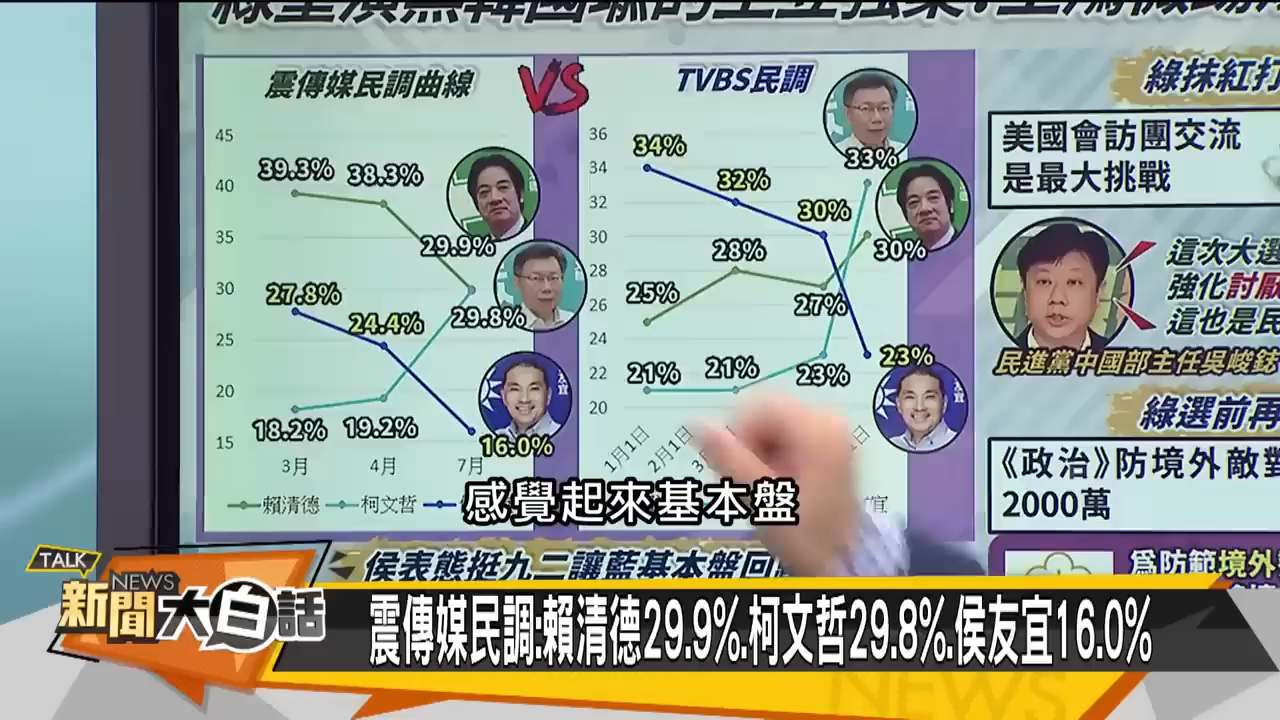 震傳媒民調曲線
VS
TVBS民調
45
40
35
30
25
20
15
39.3%
38.3%
29.9%
27.8%
24.4%
29.8%
18.2%
19.2%
16.0%
3月
4月
7月
賴清德
柯文哲
36
34
32
30
28
26
24
22
20
34%
32%
30%
33%
30%
25%
28%
27%
21%
21%
23%
23%
1月1日
2月1日
宜
綠抹紅打
美國會訪團交流
是最大挑戰
這次大選
強化討厭
這也是民
民進黨中國部主任吳峻鋕
綠選前再
《政治》防境外敵對
2000萬
為防範境外
感覺起來基本盤
侯表態挺九二讓藍基本盤回
TALK
NEWS
新聞大白話
震傳媒民調:賴清德29.9%.柯文哲29.8%.侯友宜16.0%
NEWS